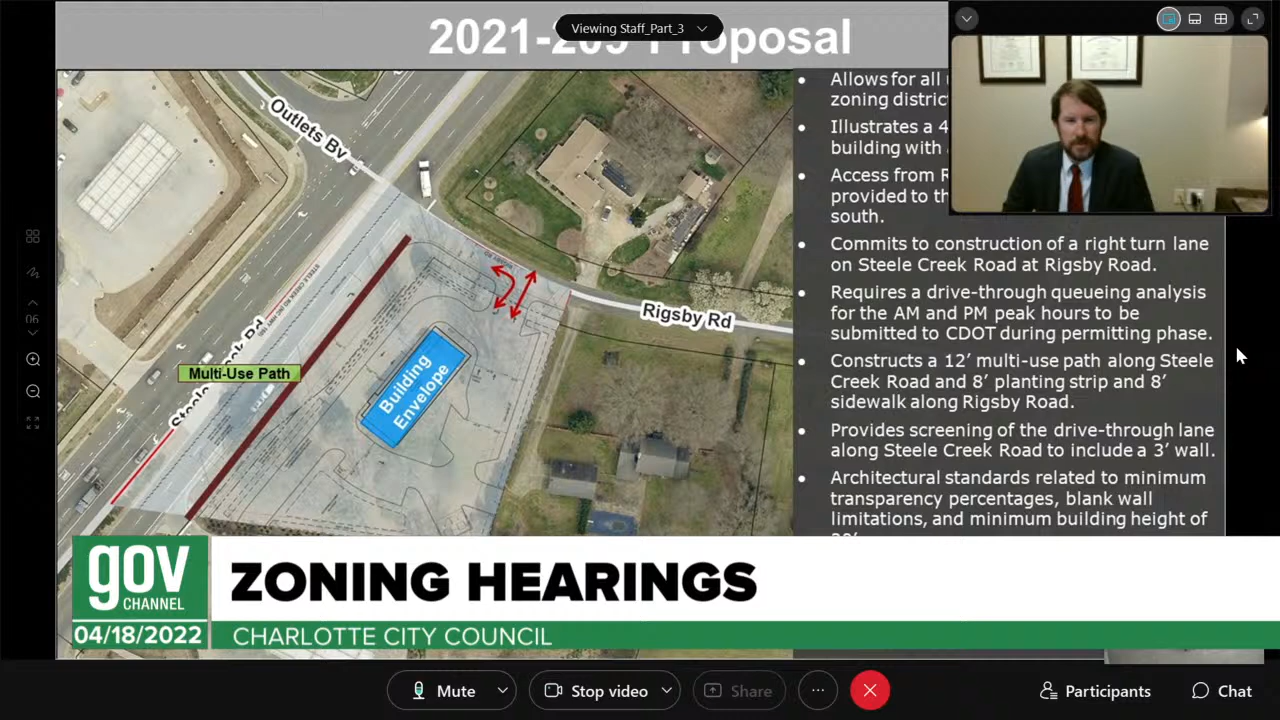 2021-209 Proposal
Viewing Staff_Part_3
Outlets Bv
Rigsby Rd
Multi-Use Path
Building
Envelope
Allows for all
zoning
Illustrates a
building with
Access from
provided to
south.
Commits to construction of a right turn lane
on Steele Creek Road at Rigsby Road.
Requires a drive-through queueing analysis
for the AM and PM peak hours to be
submitted to CDOT during permitting phase.
Constructs a 12’ multi-use path along Steele
Creek Road and 8’ planting strip and 8’
sidewalk along Rigsby Road.
Provides screening of the drive-through lane
along Steele Creek Road to include a 3’ wall.
Architectural standards related to minimum
transparency percentages, blank wall
limitations, and minimum building height of
gov
CHANNEL
04/18/2022
ZONING HEARINGS
CHARLOTTE CITY COUNCIL
Mute
Stop video
Share
Participants
Chat